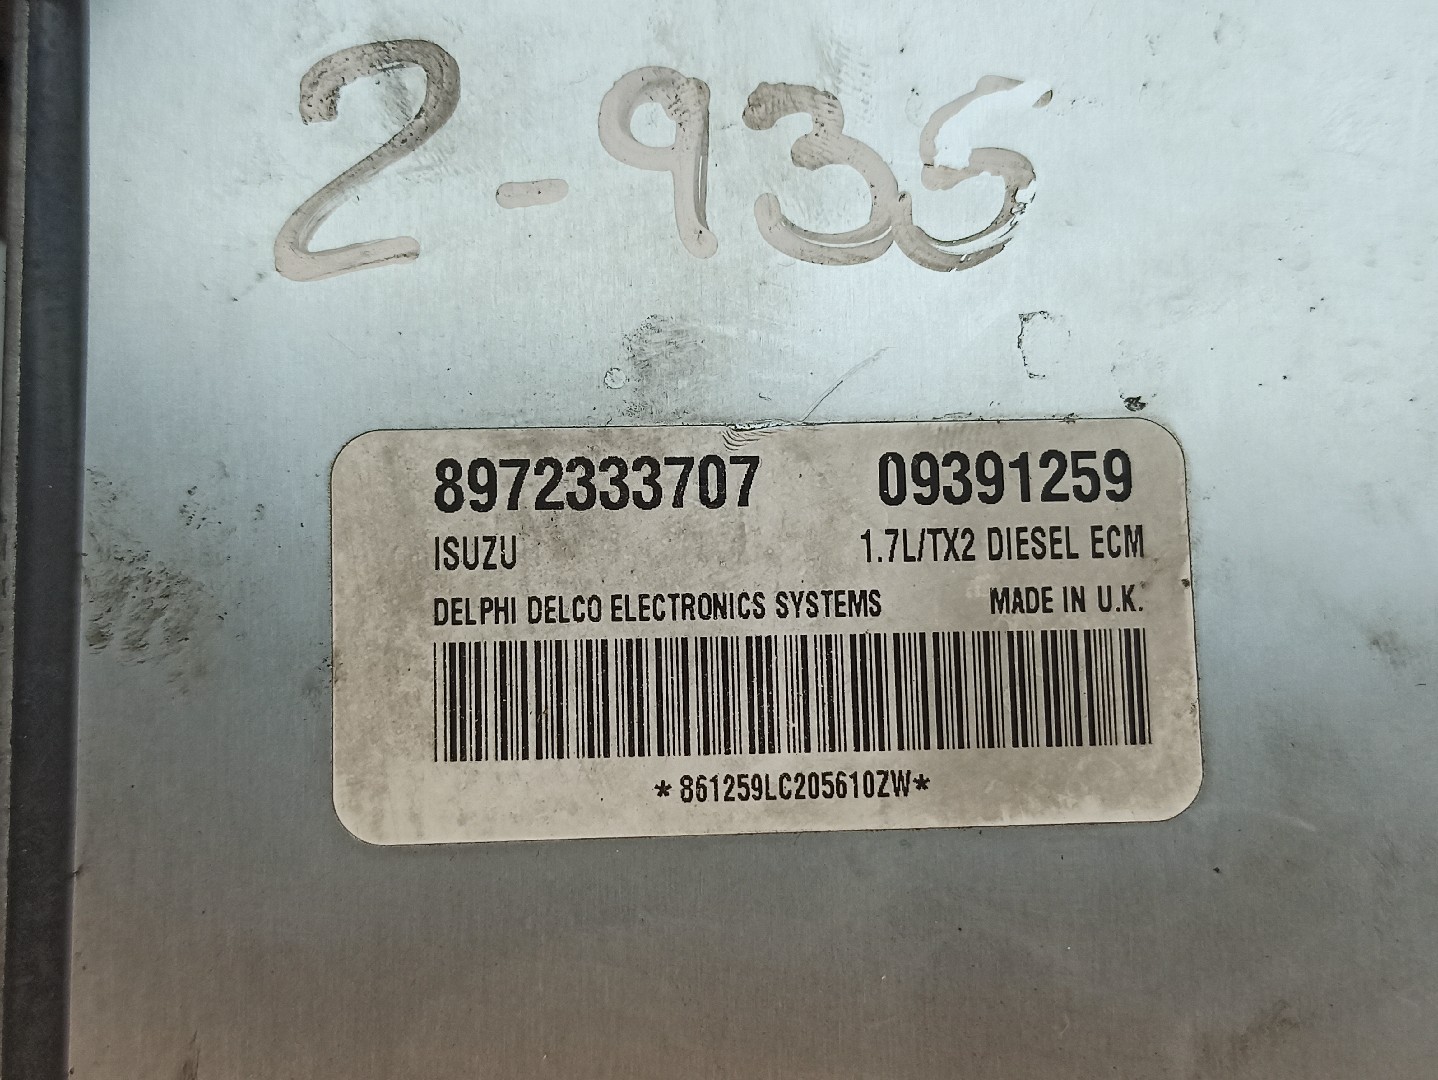 2-935
8972333707 09391259
ISUZU 1.7L/TX2 DIESEL ECM
DELPHI DELCO ELECTRONICS SYSTEMS MADE IN U.K.
*861259LC205610ZW*